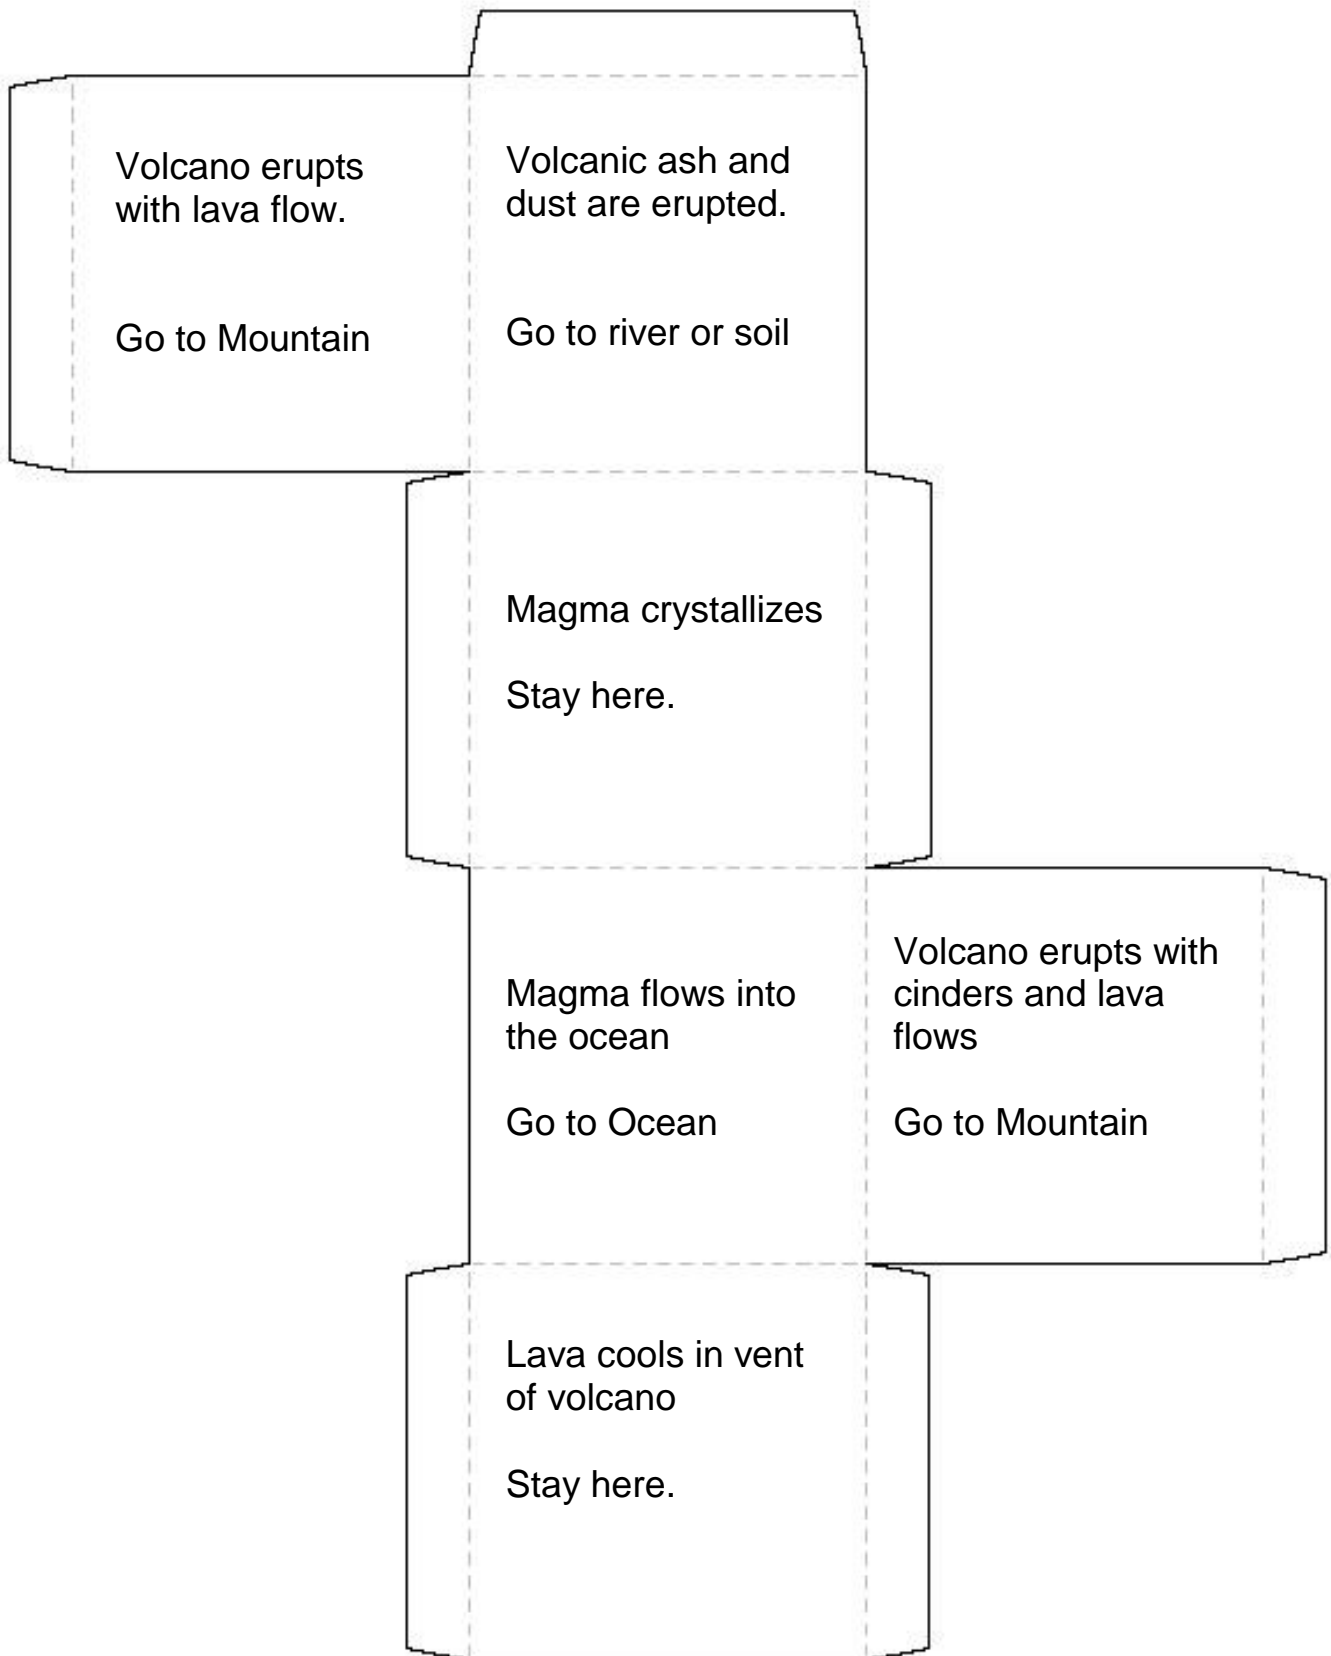 Volcano erupts
with lava flow.
Go to Mountain
Volcanic ash and
dust are erupted.
Go to river or soil
Magma crystallizes
Stay here.
Magma flows into
the ocean
Go to Ocean
Volcano erupts with
cinders and lava
flows
Go to Mountain
Lava cools in vent
of volcano
Stay here.